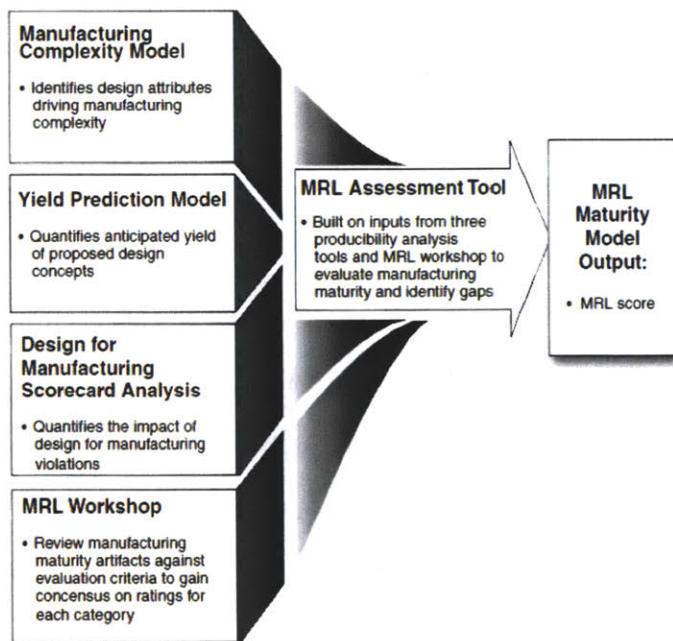 Manufacturing
Complexity Model
• Identifies design attributes
driving manufacturing
complexity
Yield Prediction Model
• Quantifies anticipated yield
of proposed design
concepts
Design for
Manufacturing
Scorecard Analysis
• Quantifies the impact of
design for manufacturing
violations
MRL Workshop
• Review manufacturing
maturity artifacts against
evaluation criteria to gain
concensus on ratings for
each category
MRL Assessment Tool
• Built on inputs from three
producibility analysis
tools and MRL workshop to
evaluate manufacturing
maturity and identify gaps
MRL
Maturity
Model
Output:
• MRL score